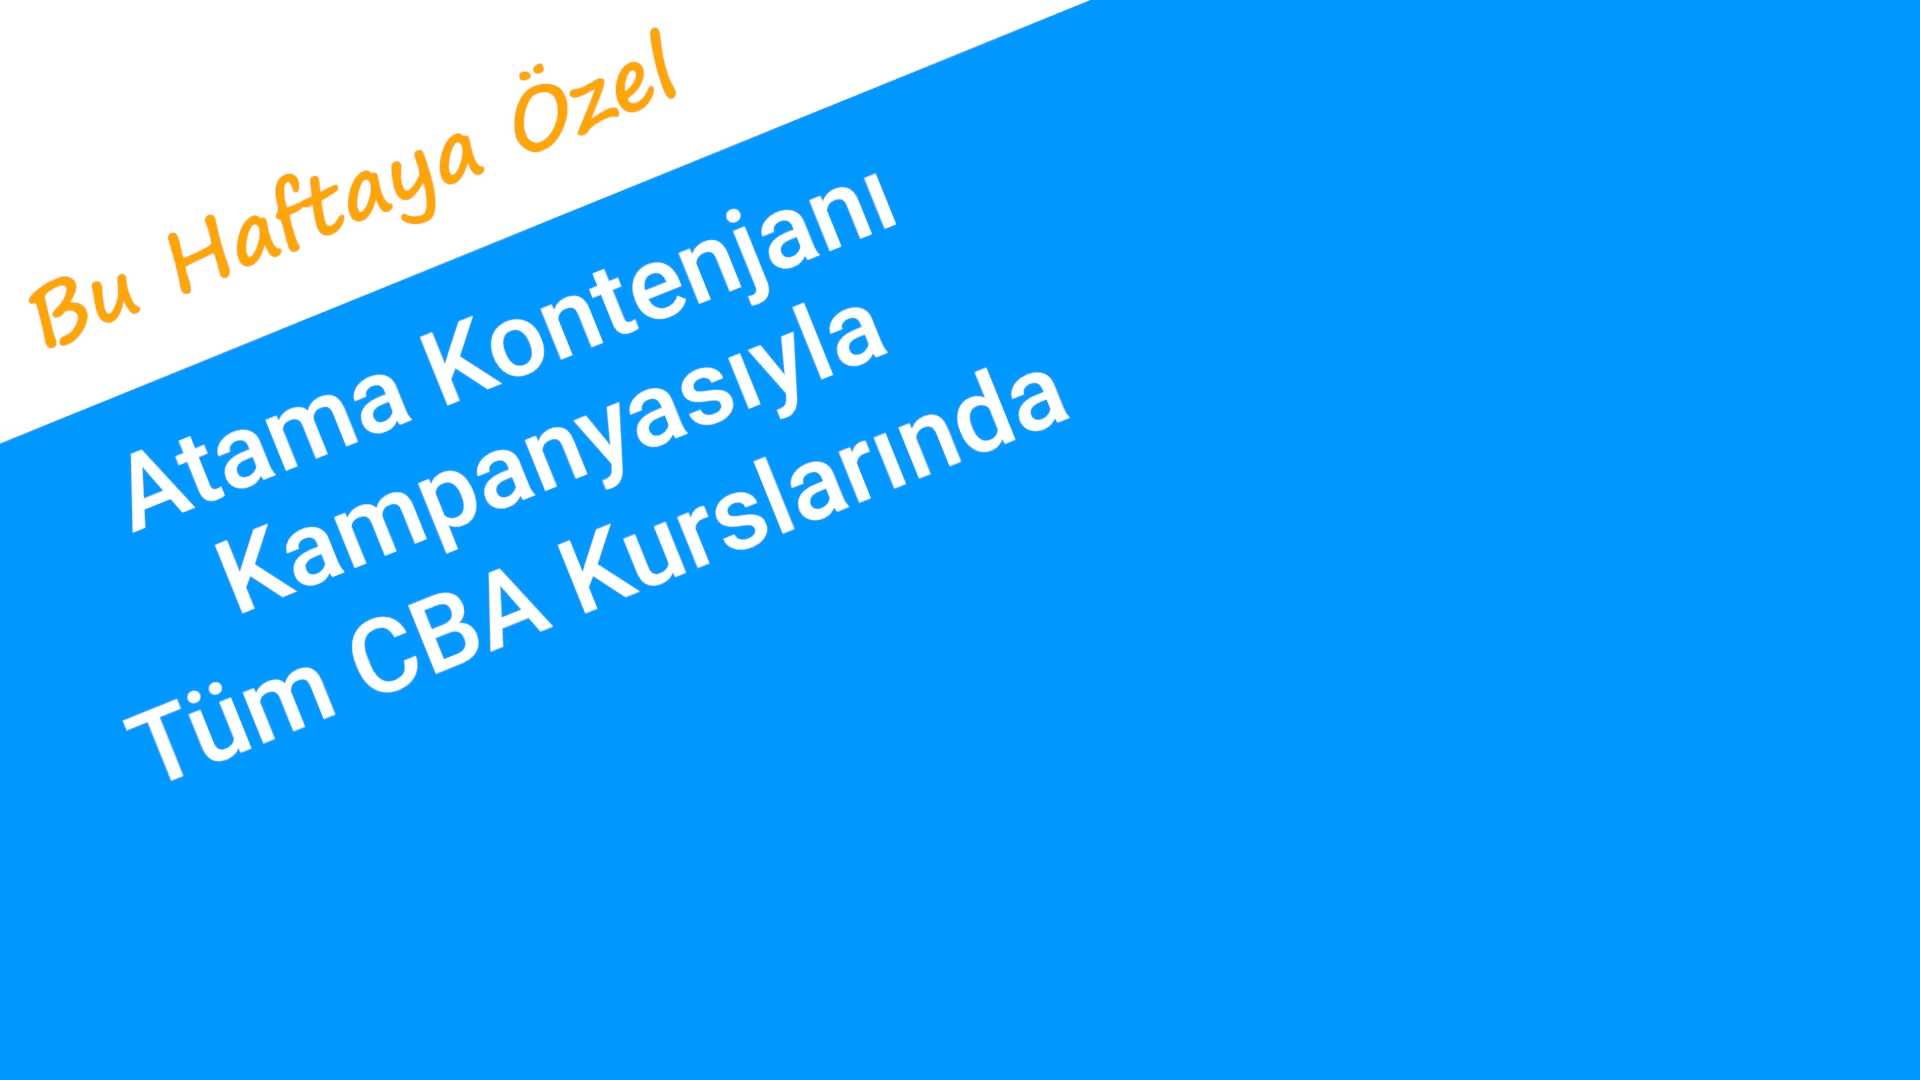 Bu Haftaya Özel
Atama Kontenjanı
Kampanyasıyla
Tüm CBA Kurslarında